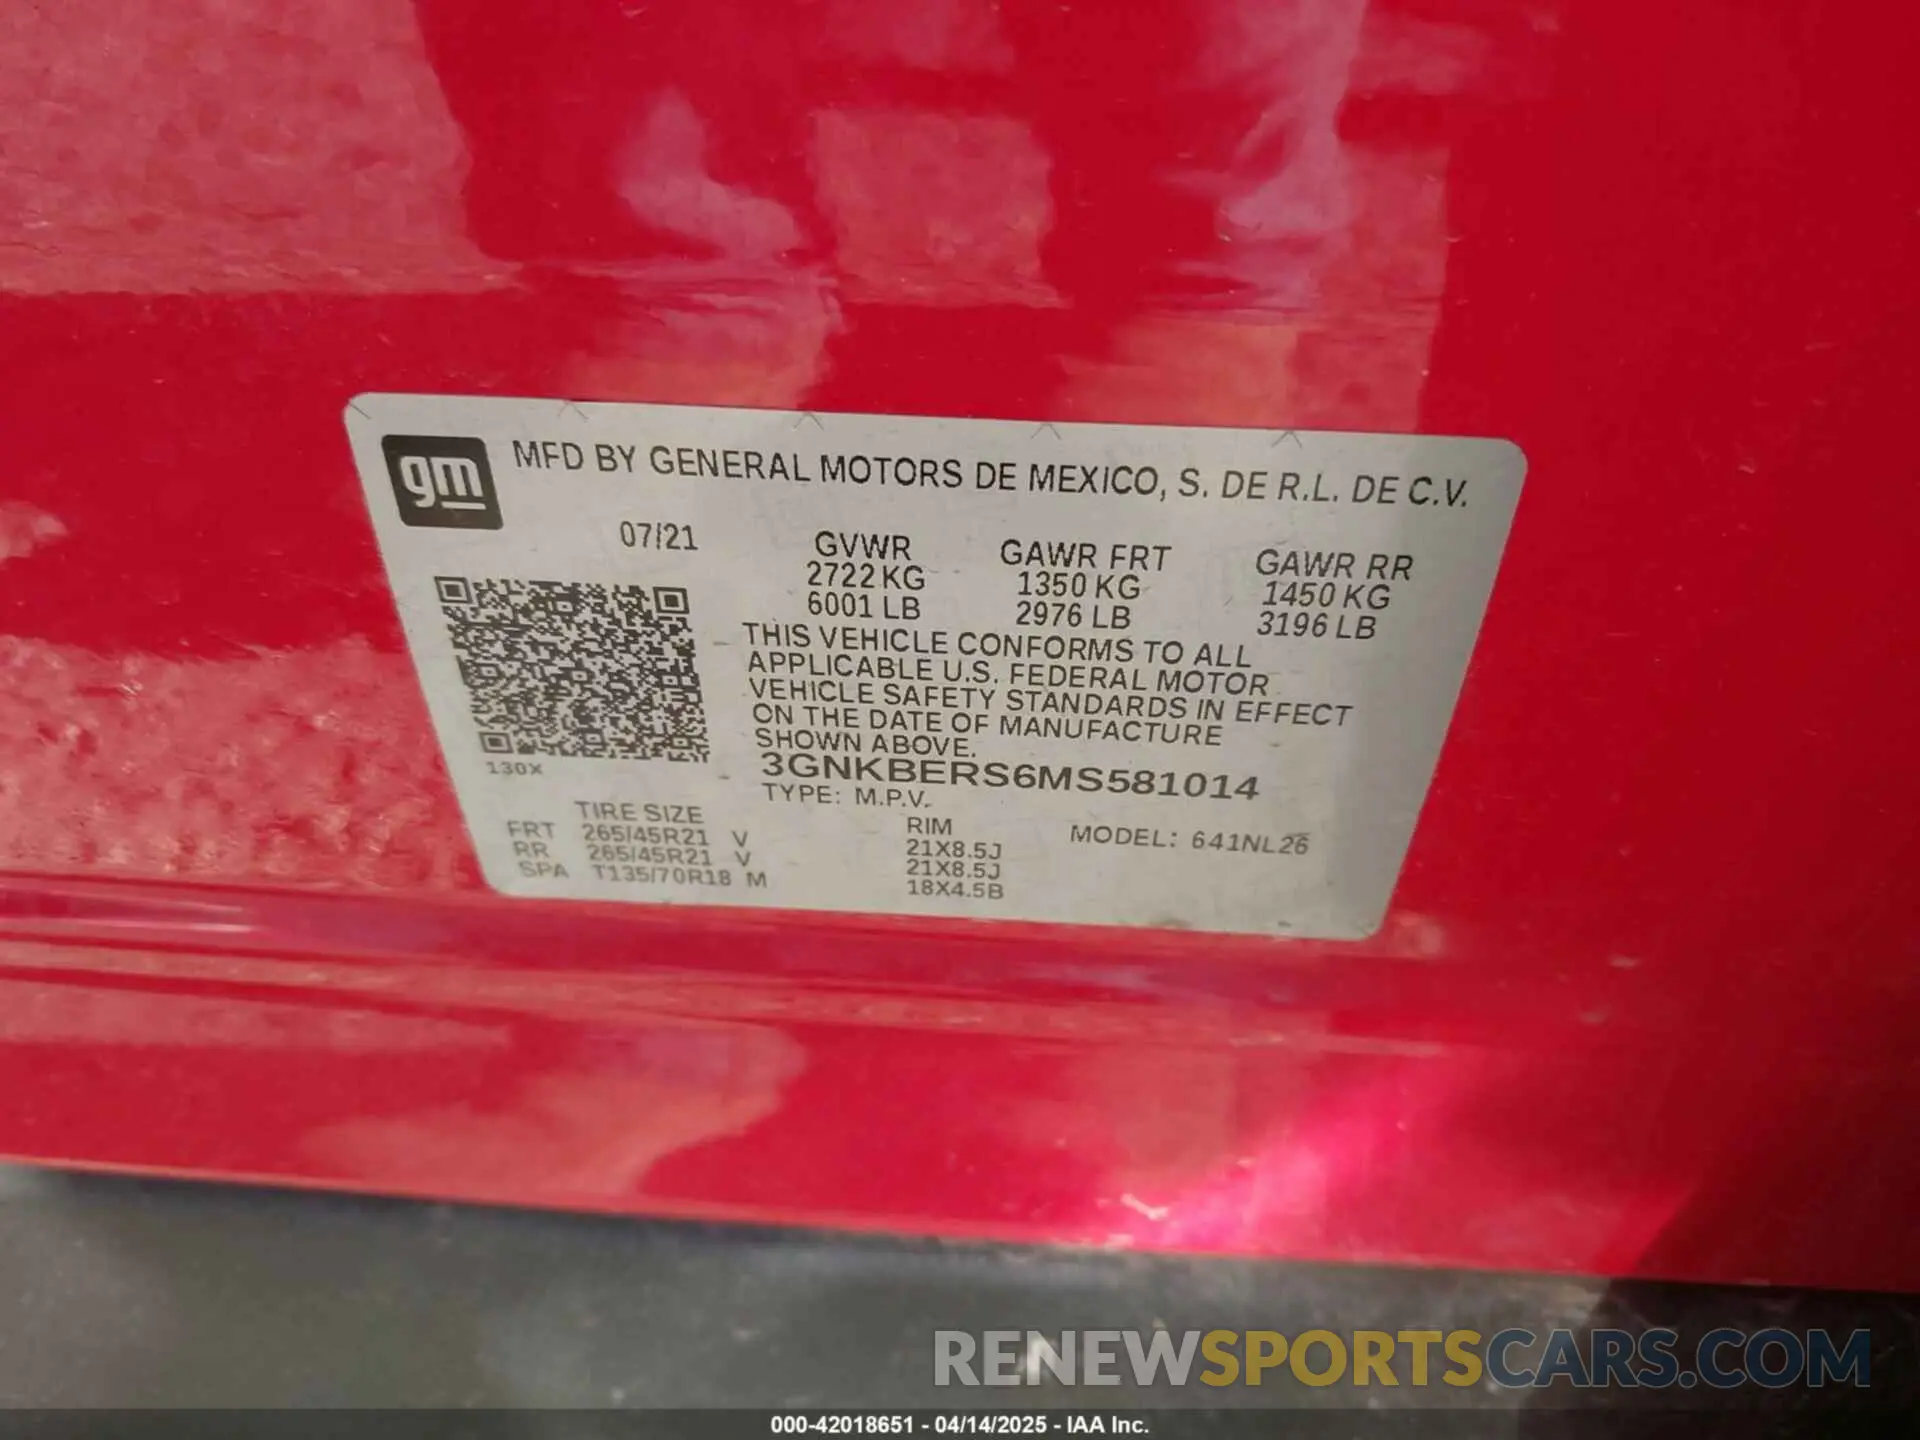 gm MFD BY GENERAL MOTORS DE MEXICO, S. DE R.L. DE C.V.
07/21
GVWR GAWR FRT GAWR RR
2722 KG 1350 KG 1450 KG
6001 LB 2976 LB 3196 LB
THIS VEHICLE CONFORMS TO ALL
APPLICABLE U.S. FEDERAL MOTOR
VEHICLE SAFETY STANDARDS IN EFFECT
ON THE DATE OF MANUFACTURE
SHOWN ABOVE.
130X
3GNKBERS6MS581014
TYPE: M.P.V.
TIRE SIZE RIM MODEL: 641NL26
FRT 265/45R21 V 21X8.5J
RR 265/45R21 V 21X8.5J
SPA T135/70R18 M 18X4.5B
RENEWSPORTSCARS.COM
000-42018651 - 04/14/2025 - IAA Inc.